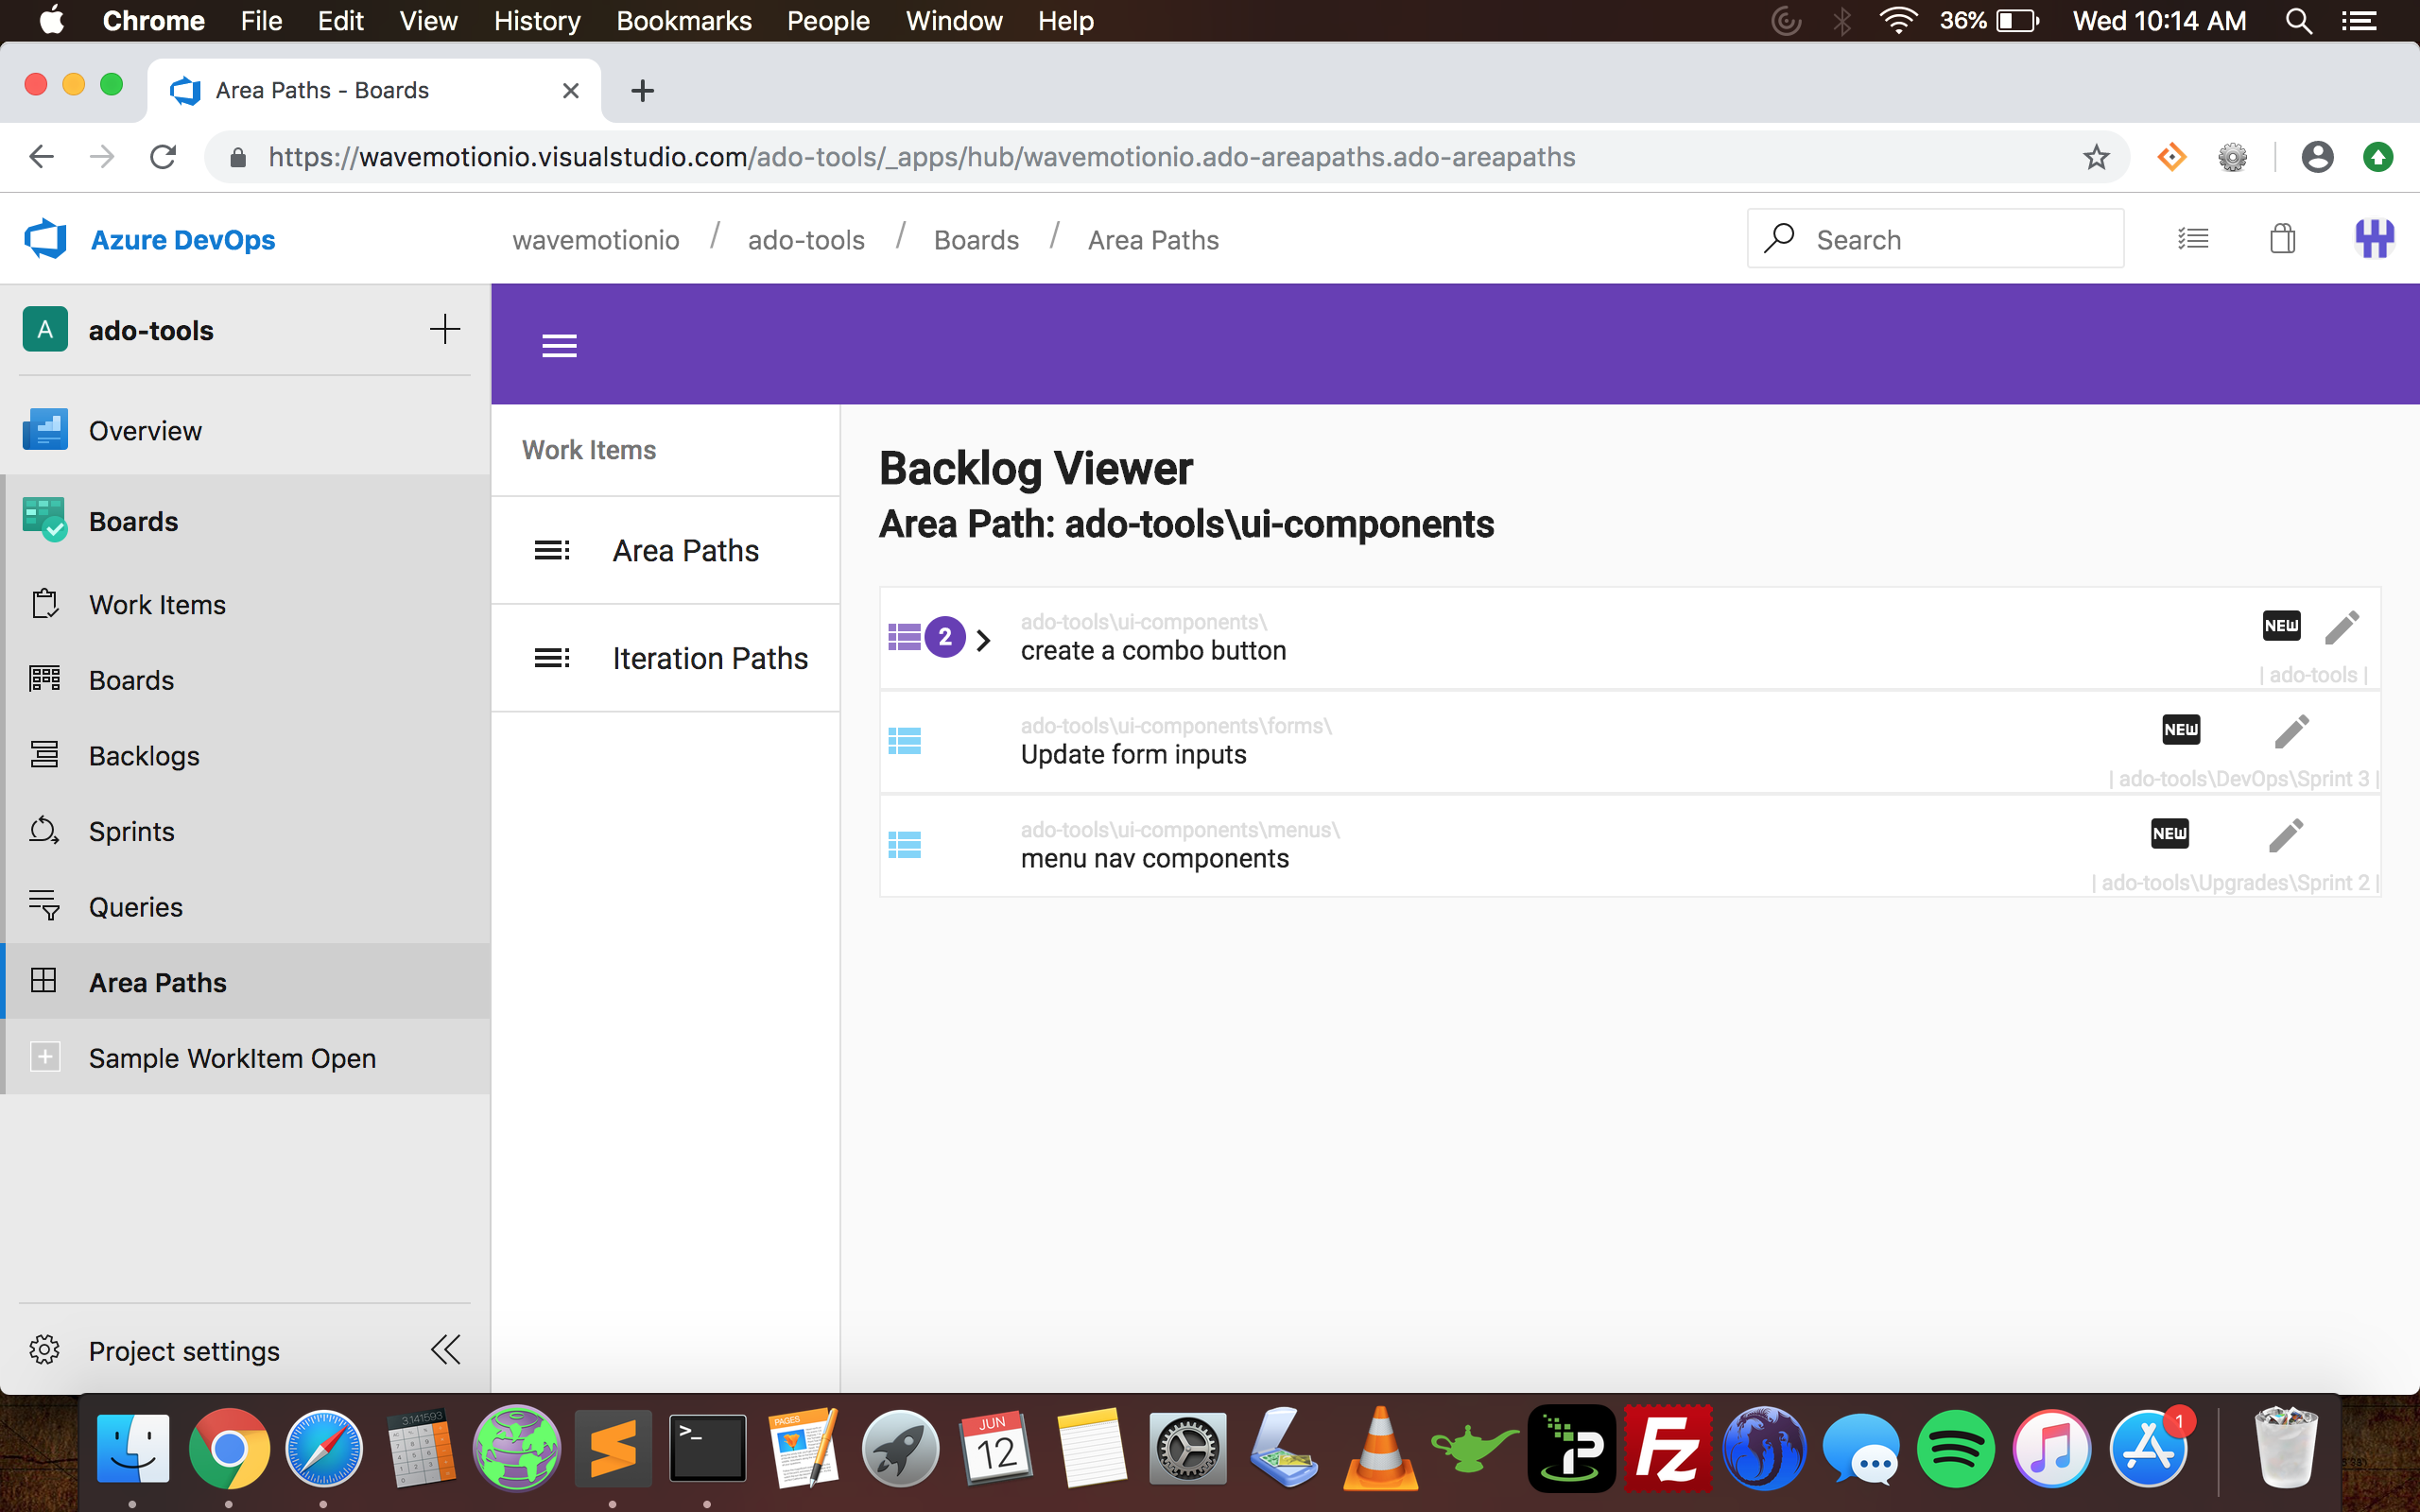 Chrome File Edit View History Bookmarks People Window Help 36% Wed 10:14 AM
Area Paths - Boards
https://wavemotionio.visualstudio.com/ado-tools/_apps/hub/wavemotionio.ado-areapaths.ado-areapaths
Azure DevOps
wavemotionio / ado-tools / Boards / Area Paths
Search
A ado-tools
Overview
Boards
Work Items
Boards
Backlogs
Sprints
Queries
Area Paths
Sample WorkItem Open
Project settings
Work Items
Area Paths
Iteration Paths
Backlog Viewer
Area Path: ado-tools\ui-components
2
ado-tools\ui-components\
create a combo button
NEW
| ado-tools |
ado-tools\ui-components\forms\
Update form inputs
NEW
| ado-tools\DevOps\Sprint 3 |
ado-tools\ui-components\menus\
menu nav components
NEW
| ado-tools\Upgrades\Sprint 2 |
3.141593
>_
PAGES
JUN
12
P
Fz
1